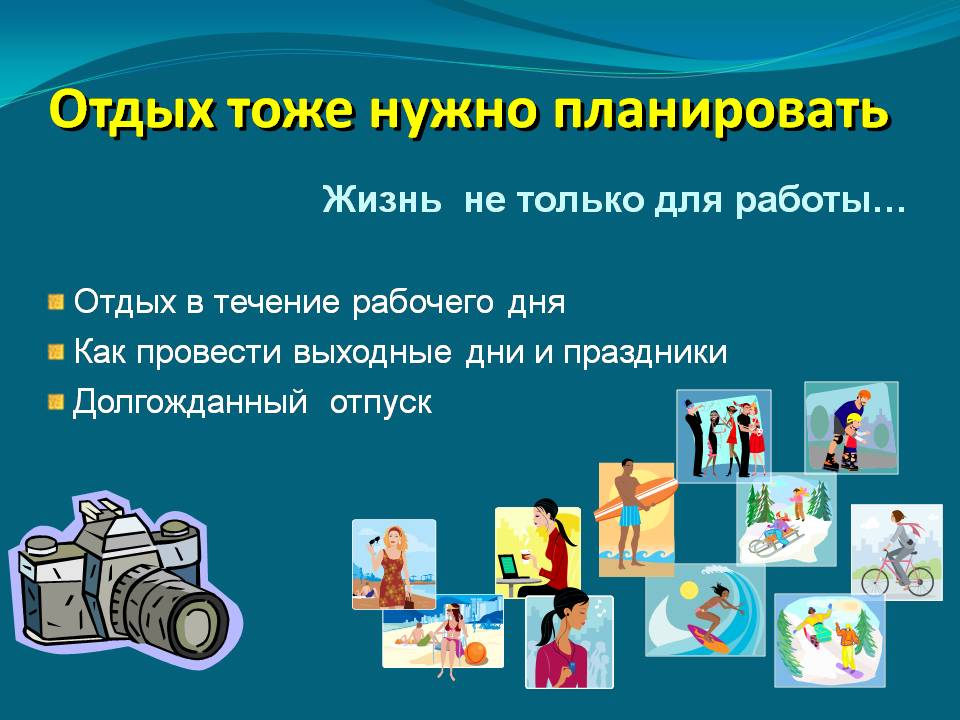 Отдых тоже нужно планировать
Жизнь не только для работы…
Отдых в течение рабочего дня
Как провести выходные дни и праздники
Долгожданный отпуск